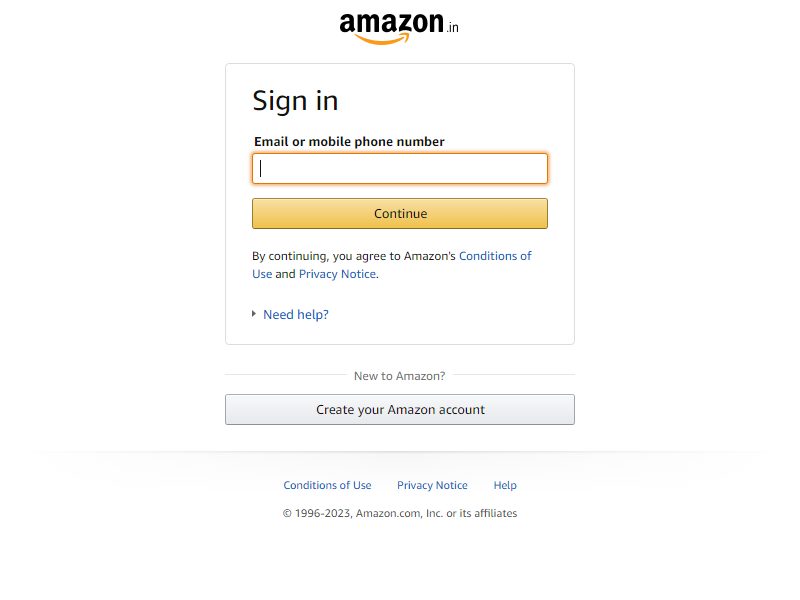 amazon.in
Sign in
Email or mobile phone number
Continue
By continuing, you agree to Amazon's Conditions of
Use and Privacy Notice.
Need help?
New to Amazon?
Create your Amazon account
Conditions of Use Privacy Notice Help
© 1996-2023, Amazon.com, Inc. or its affiliates